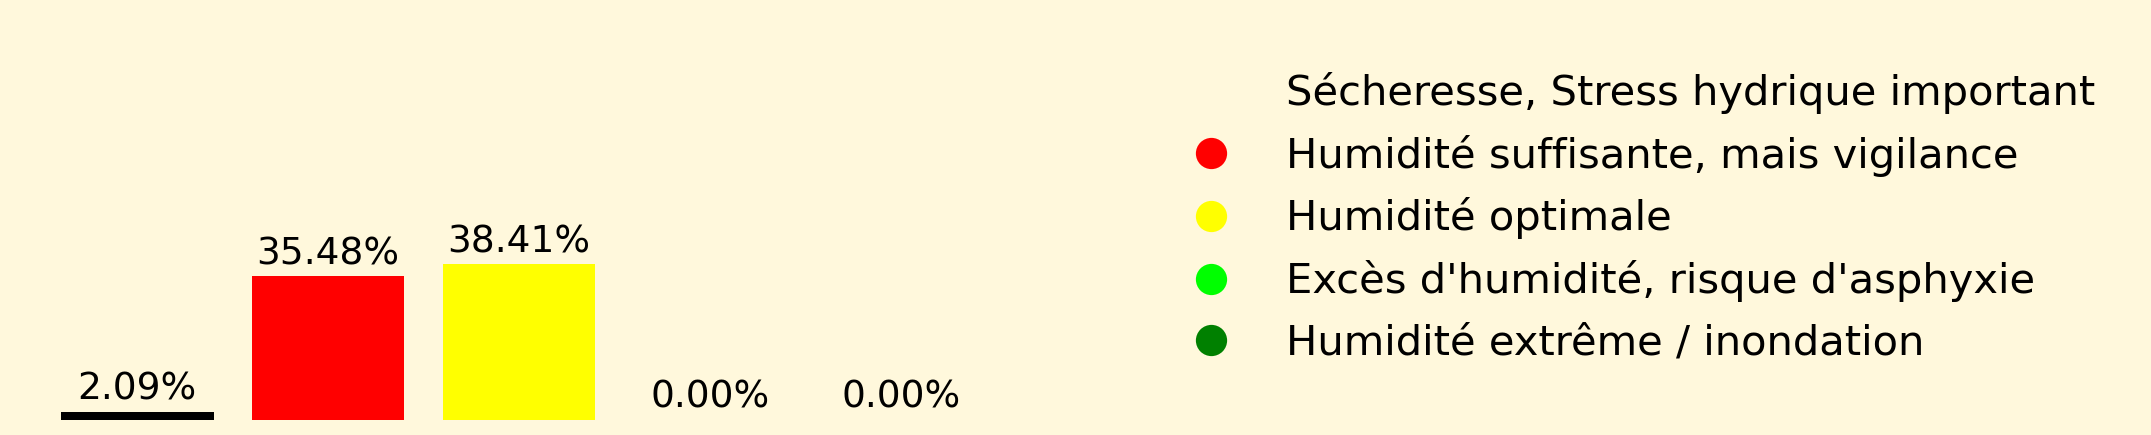 2.09%
35.48%
38.41%
0.00%
0.00%
Sécheresse, Stress hydrique important
Humidité suffisante, mais vigilance
Humidité optimale
Excès d'humidité, risque d'asphyxie
Humidité extrême / inondation